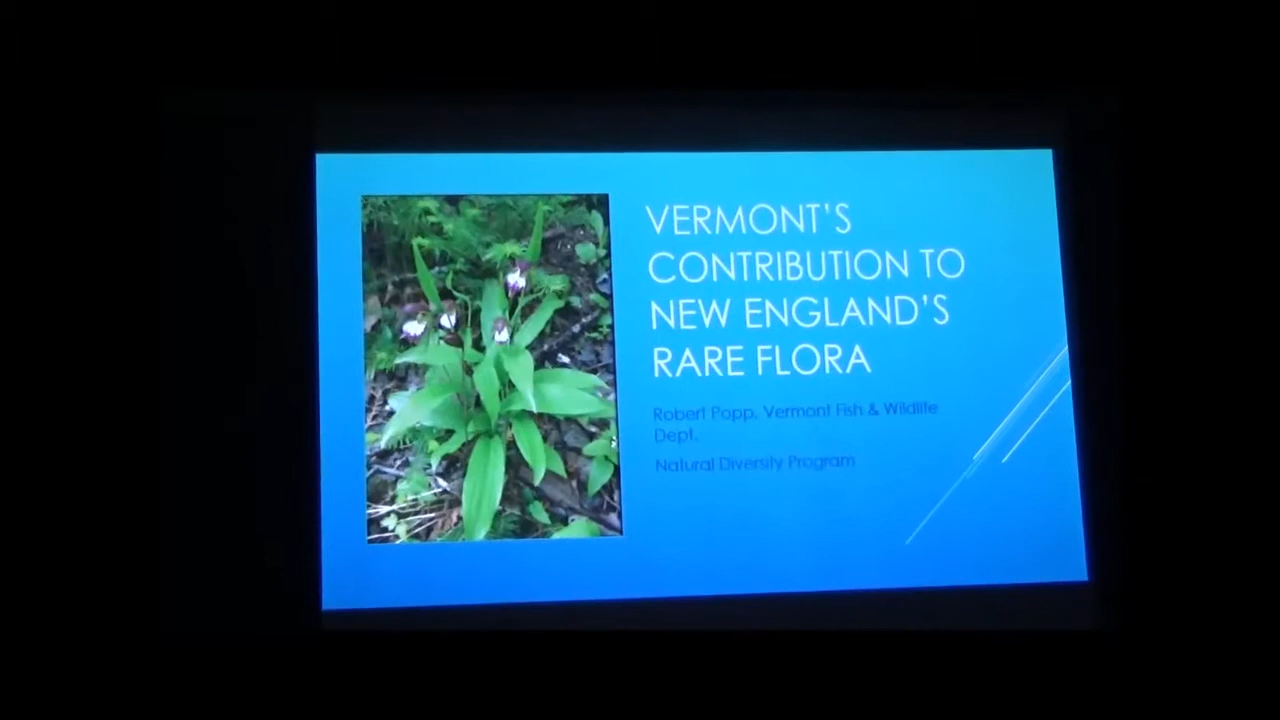 VERMONT'S
CONTRIBUTION TO
NEW ENGLAND'S
RARE FLORA
Robert Popp, Vermont Fish & Wildlife
Dept.
Natural Diversity Program